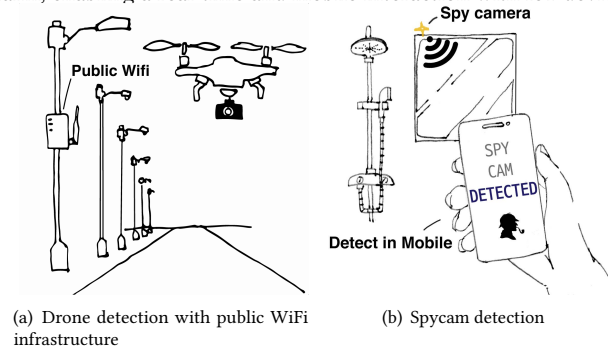 Public Wifi
Spy camera
SPY
CAM
DETECTED
Detect in Mobile
(a) Drone detection with public WiFi
infrastructure
(b) Spycam detection